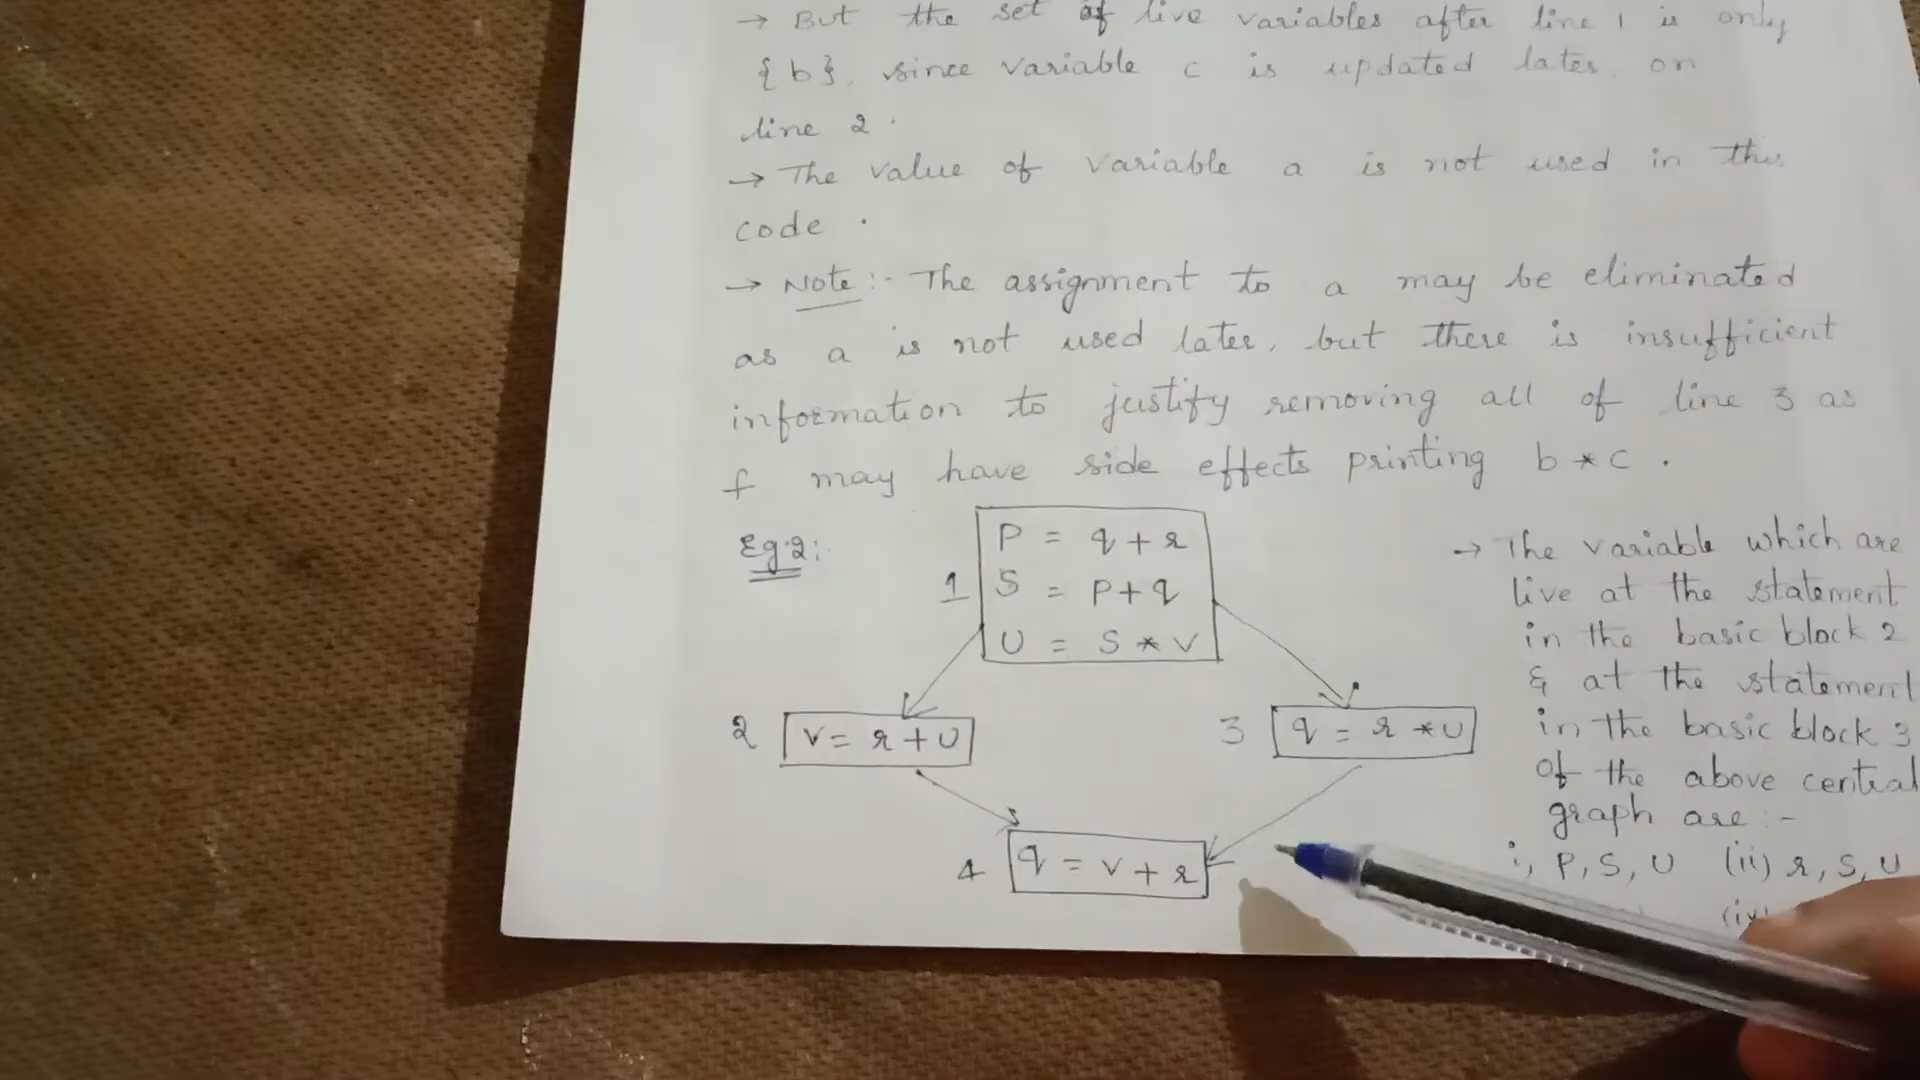 → But the set of live variables after line 1 is only
{b}, since variable c is updated later on
line 2.
→ The value of variable a is not used in the
code.
→ Note:- The assignment to a may be eliminated
as a is not used later, but there is insufficient
information to justify removing all of line 3 as
f may have side effects printing b * c.
Eg.2:
1
P = q + r
S = P + q
U = S * V
2
V = r + U
3
q = r * U
4
q = V + r
→ The variable which are
live at the statement
in the basic block 2
& at the statement
in the basic block 3
of the above central
graph are :-
i, P, S, U (ii) r, S, U
(iv)